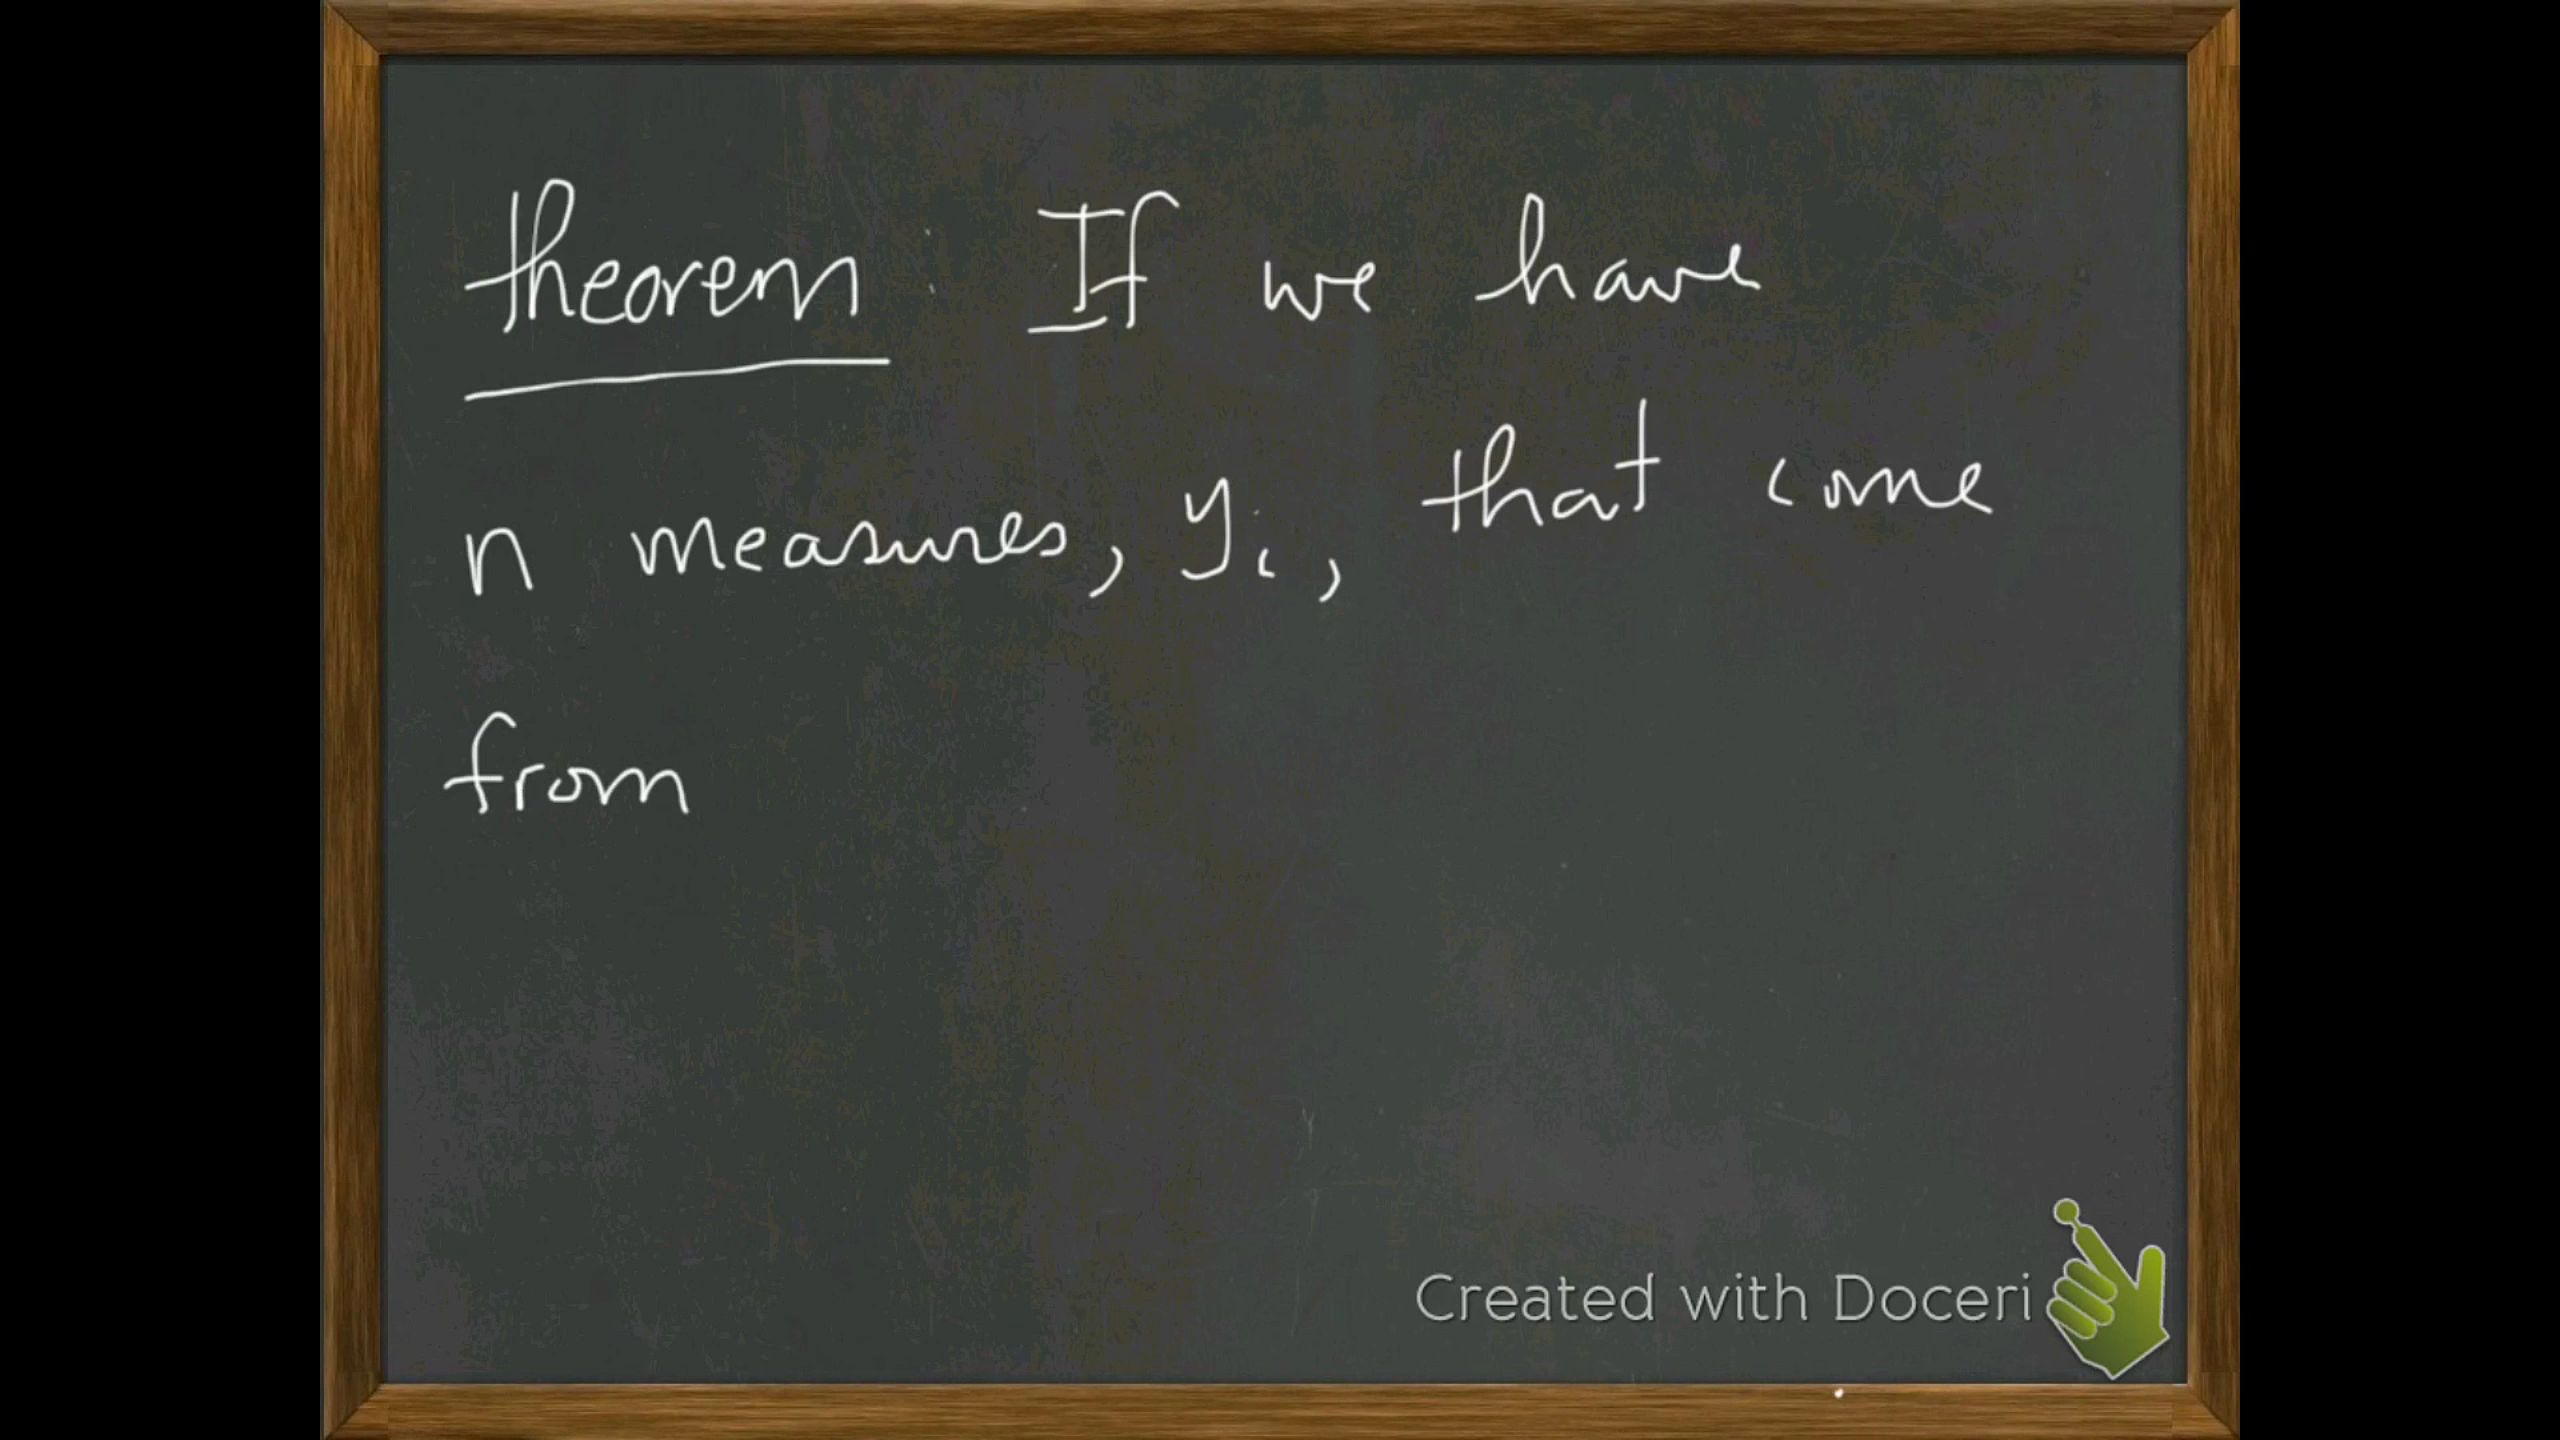 theorem If we have
n measures, yi, that come
from
Created with Doceri